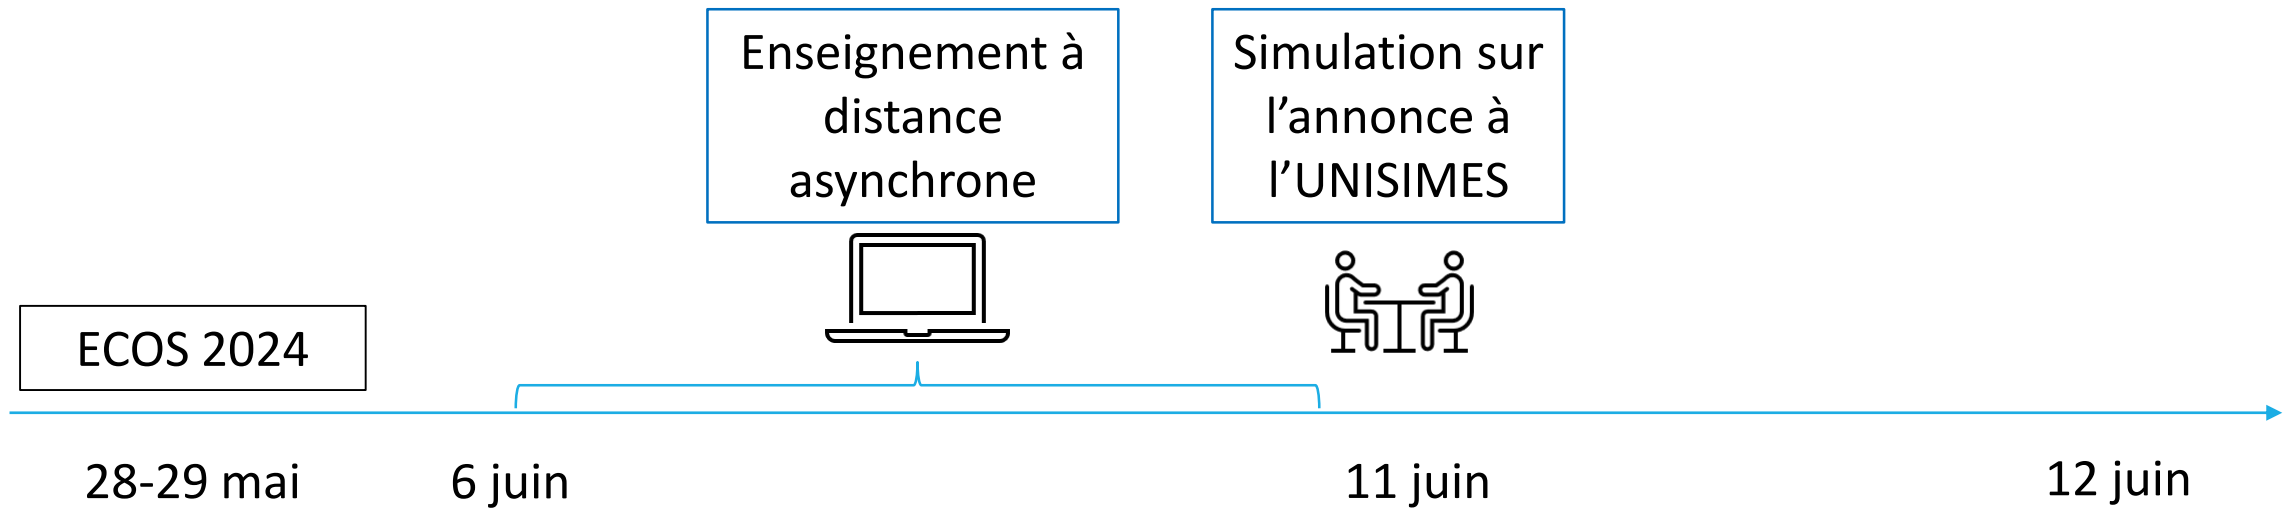 Enseignement à
distance
asynchrone
Simulation sur
l’annonce à
l’UNISIMES
ECOS 2024
28-29 mai
6 juin
11 juin
12 juin